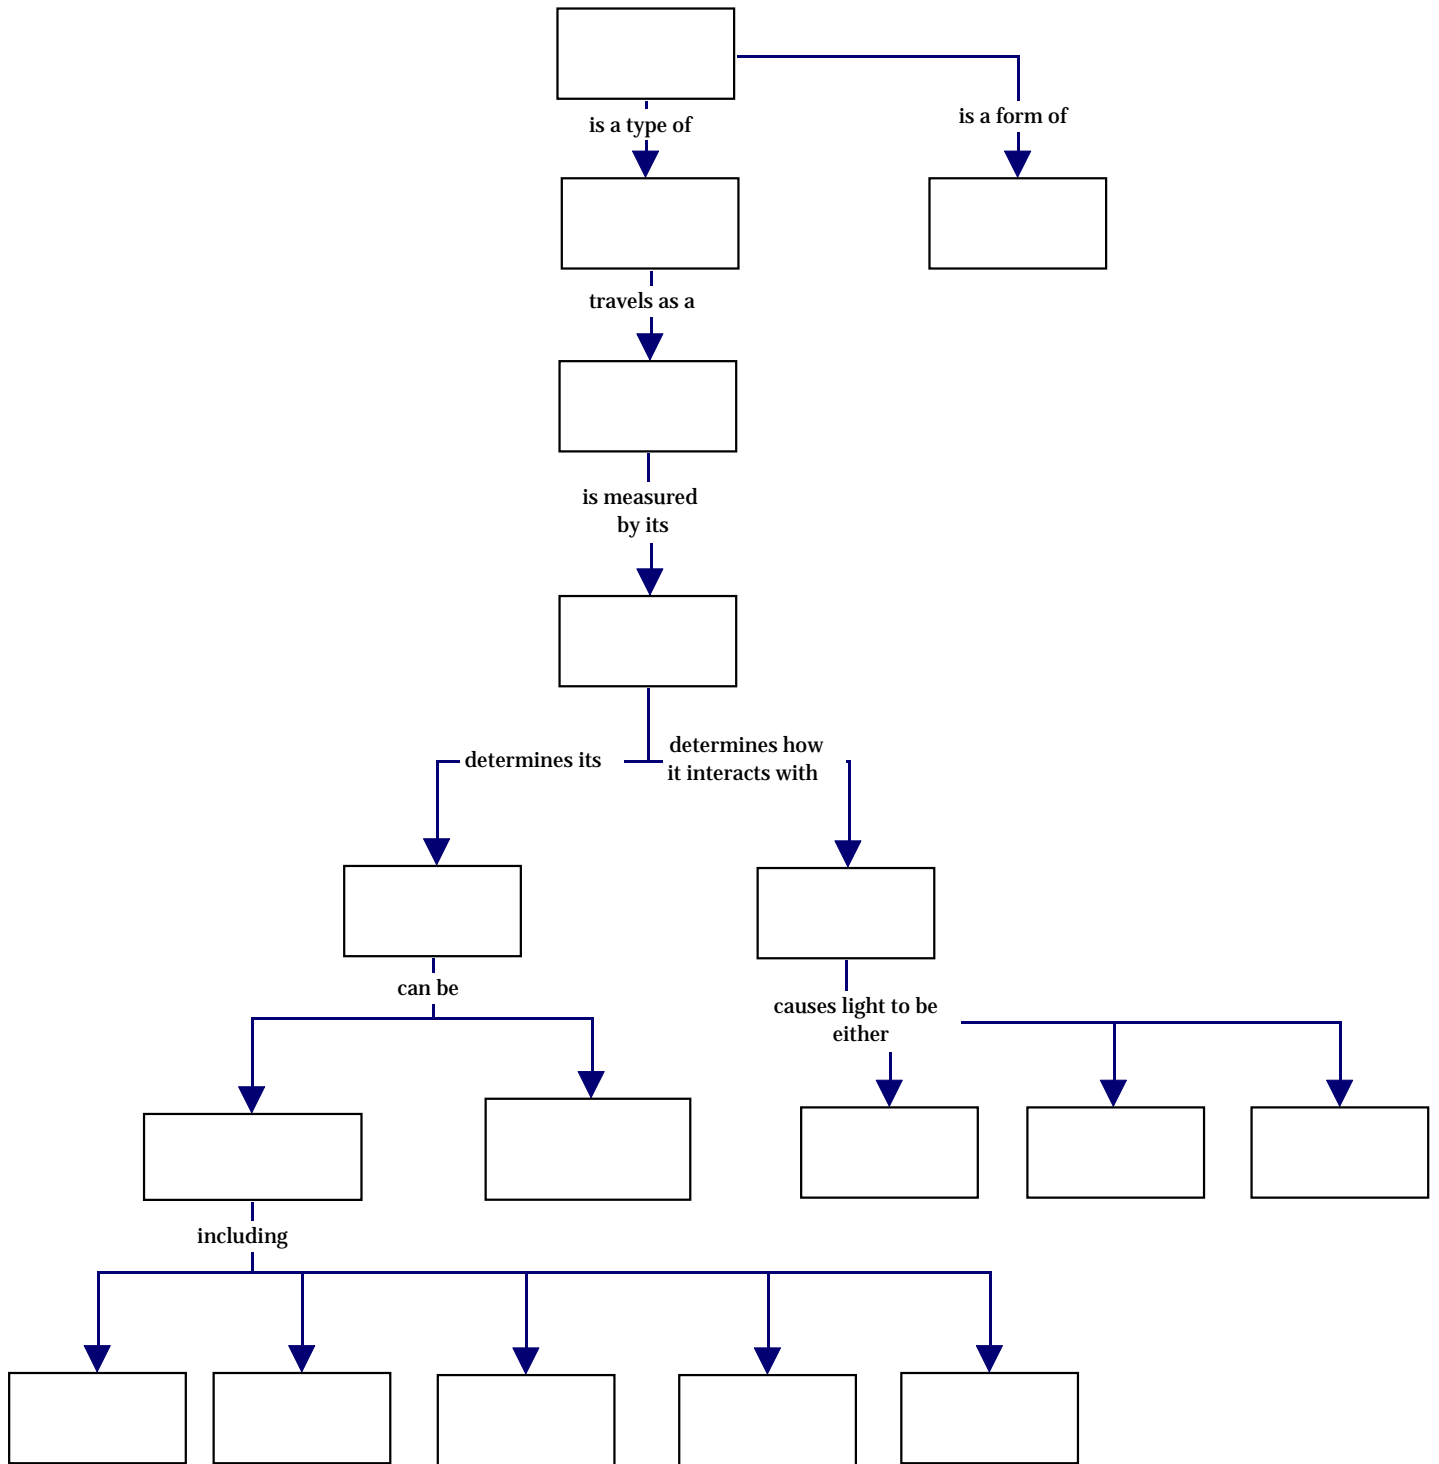 is a type of
is a form of
travels as a
is measured
by its
determines its
determines how
it interacts with
can be
causes light to be
either
including